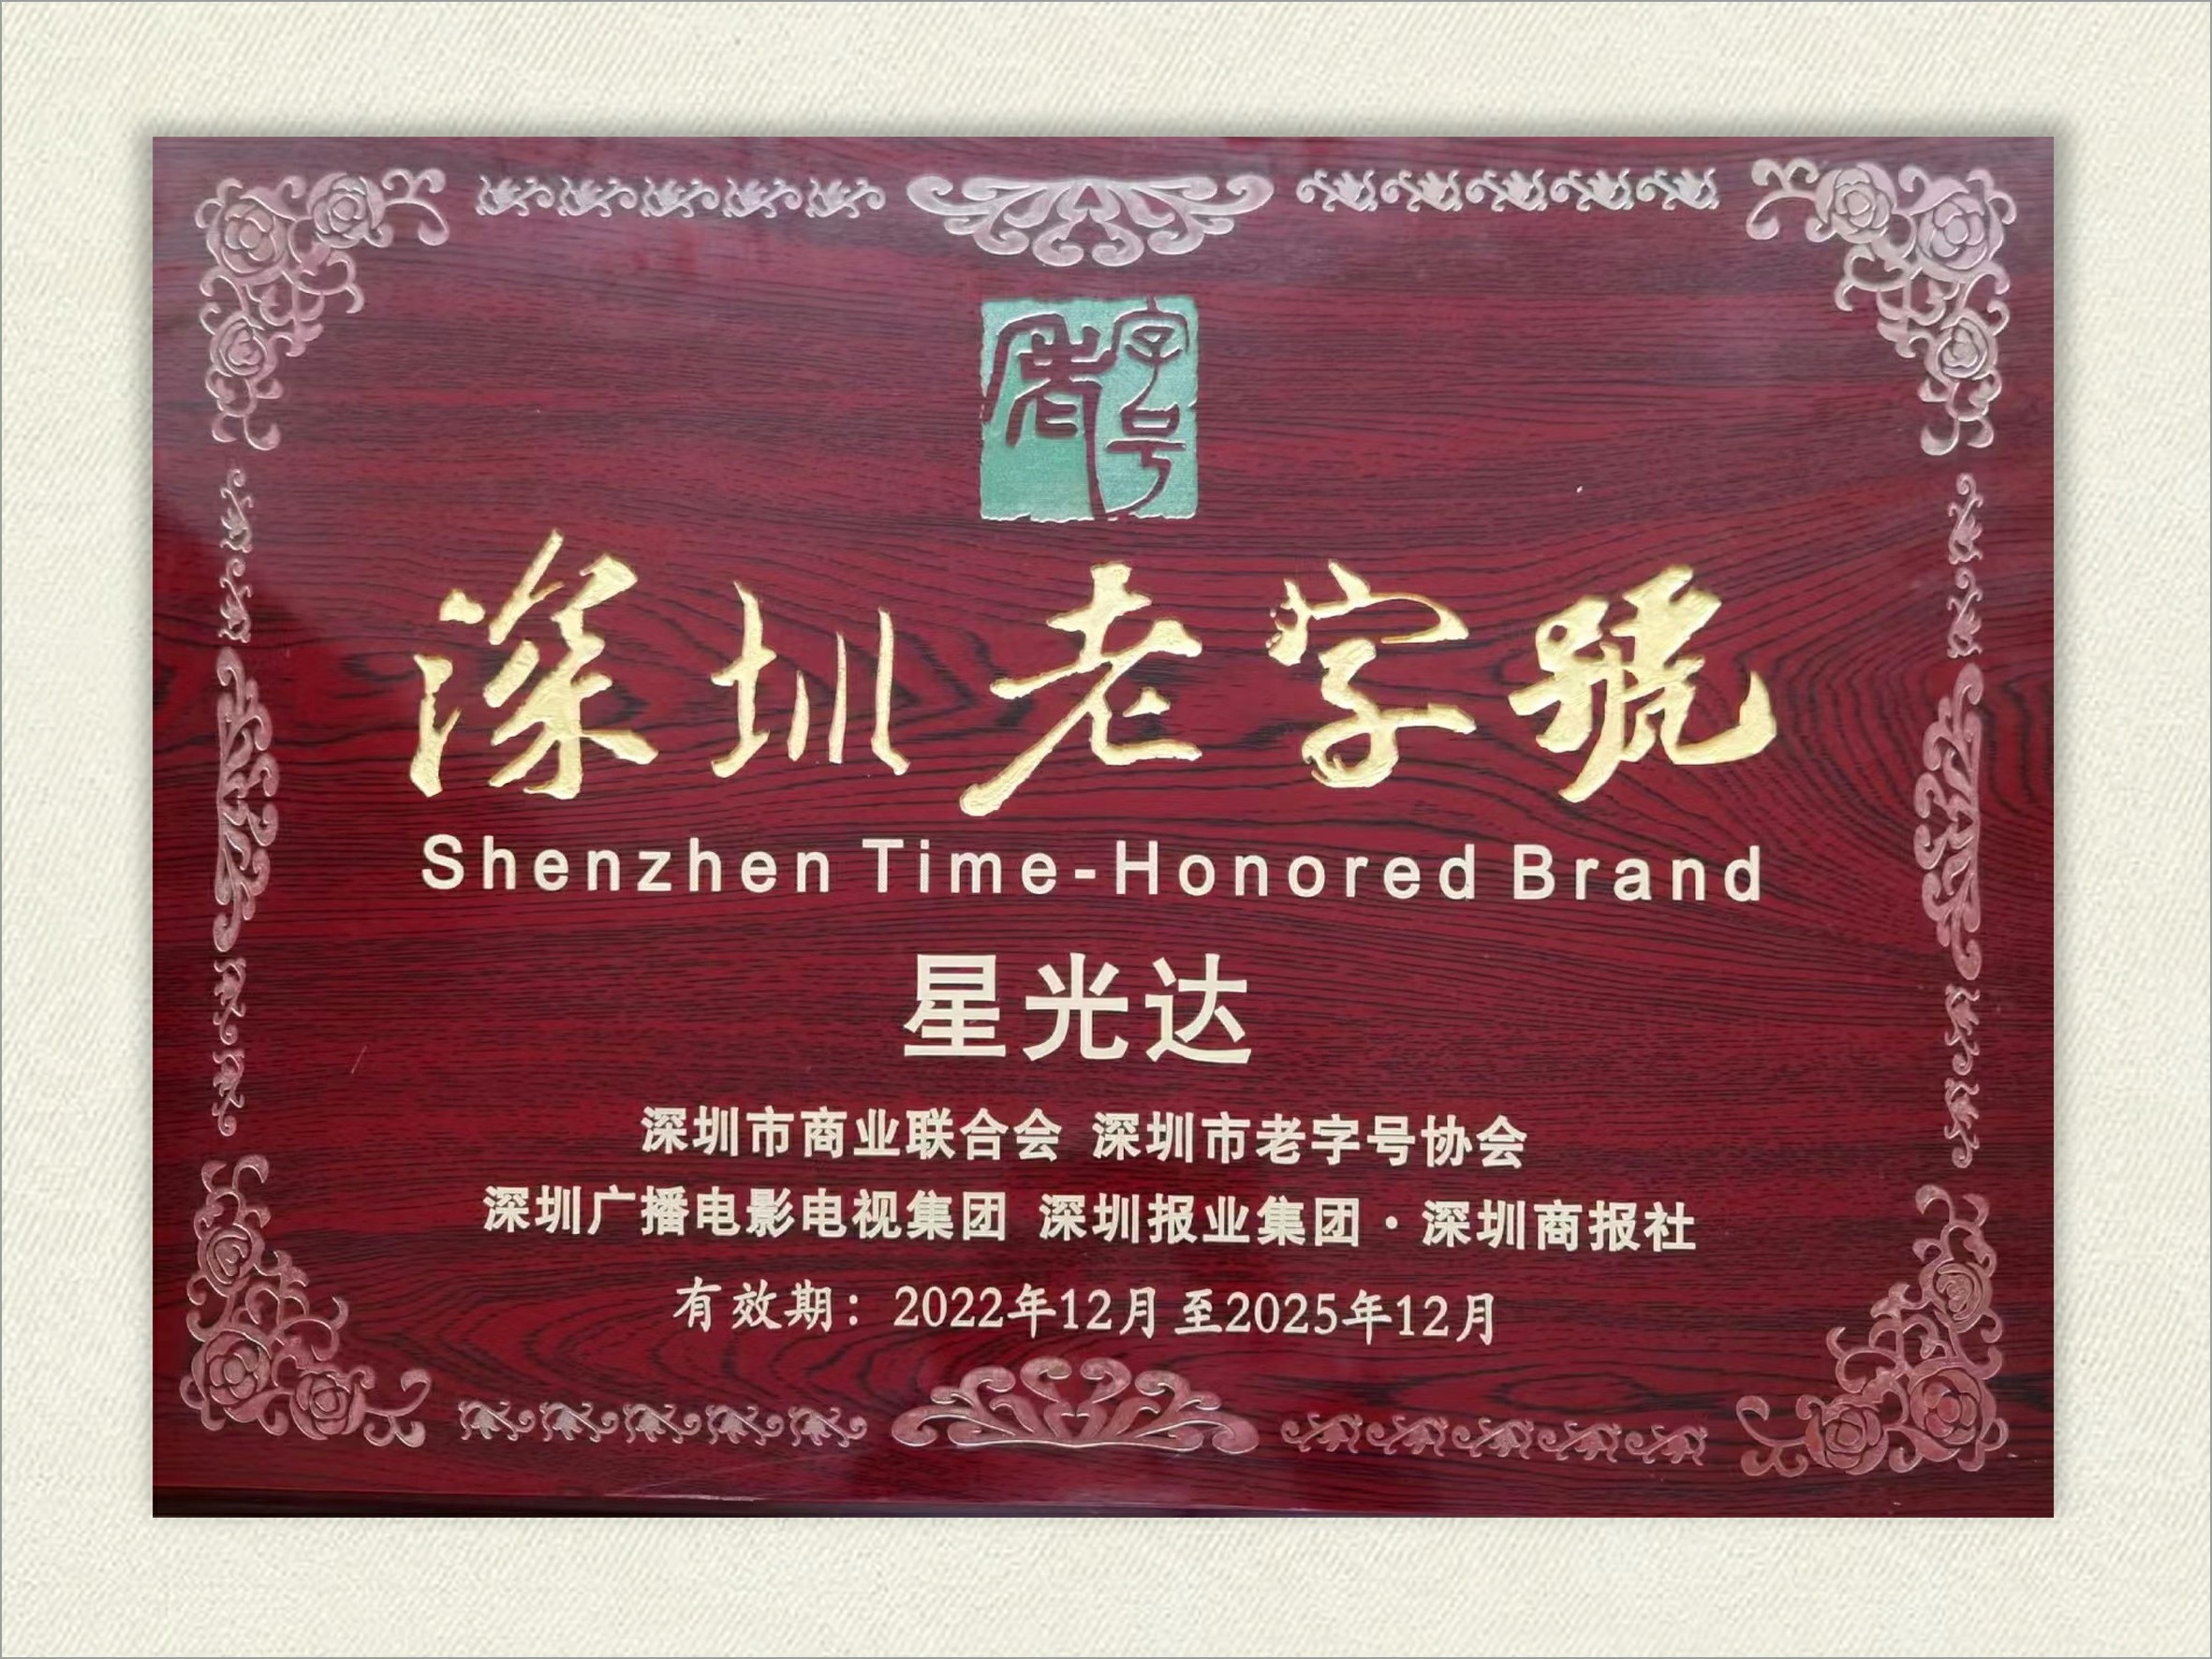 老字号
深圳老字號
Shenzhen Time-Honored Brand
星光达
深圳市商业联合会 深圳市老字号协会
深圳广播电影电视集团 深圳报业集团·深圳商报社
有效期：2022年12月至2025年12月